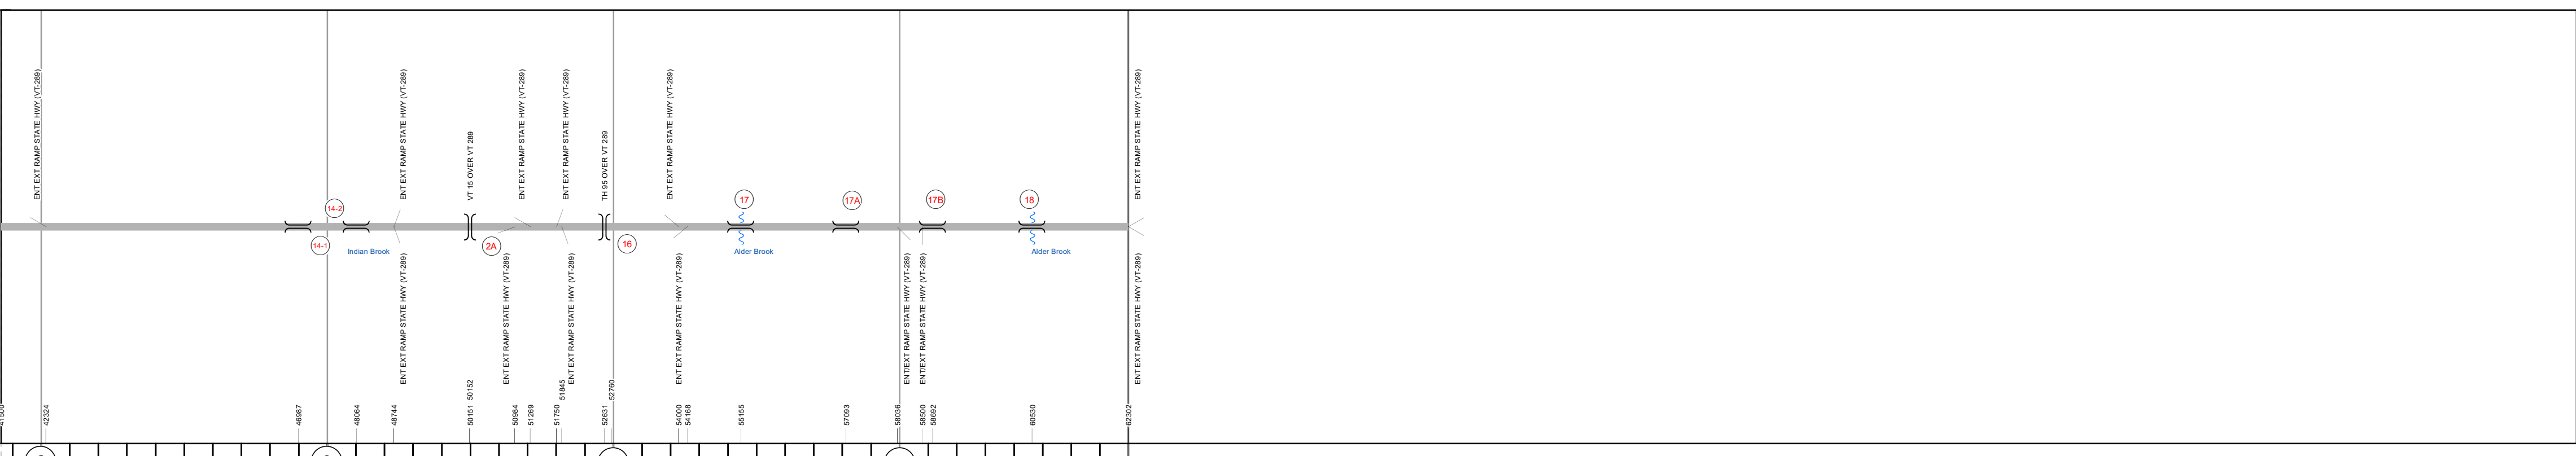 ENT EXT RAMP STATE HWY (VT-289)
ENT EXT RAMP STATE HWY (VT-289)
VT 15 OVER VT 289
ENT EXT RAMP STATE HWY (VT-289)
ENT EXT RAMP STATE HWY (VT-289)
TH 95 OVER VT 289
ENT EXT RAMP STATE HWY (VT-289)
ENT EXT RAMP STATE HWY (VT-289)
14-2
17
17A
17B
18
14-1
2A
16
Indian Brook
Alder Brook
Alder Brook
ENT EXT RAMP STATE HWY (VT-289)
ENT EXT RAMP STATE HWY (VT-289)
ENT EXT RAMP STATE HWY (VT-289)
ENT EXT RAMP STATE HWY (VT-289)
ENT/EXT RAMP STATE HWY (VT-289)
ENT/EXT RAMP STATE HWY (VT-289)
ENT EXT RAMP STATE HWY (VT-289)
41500
42324
46987
48064
48744
50151 50152
50984
51269
51750
51845
52631
52760
54000
54168
55155
57093
58036
58500
58692
60530
62302